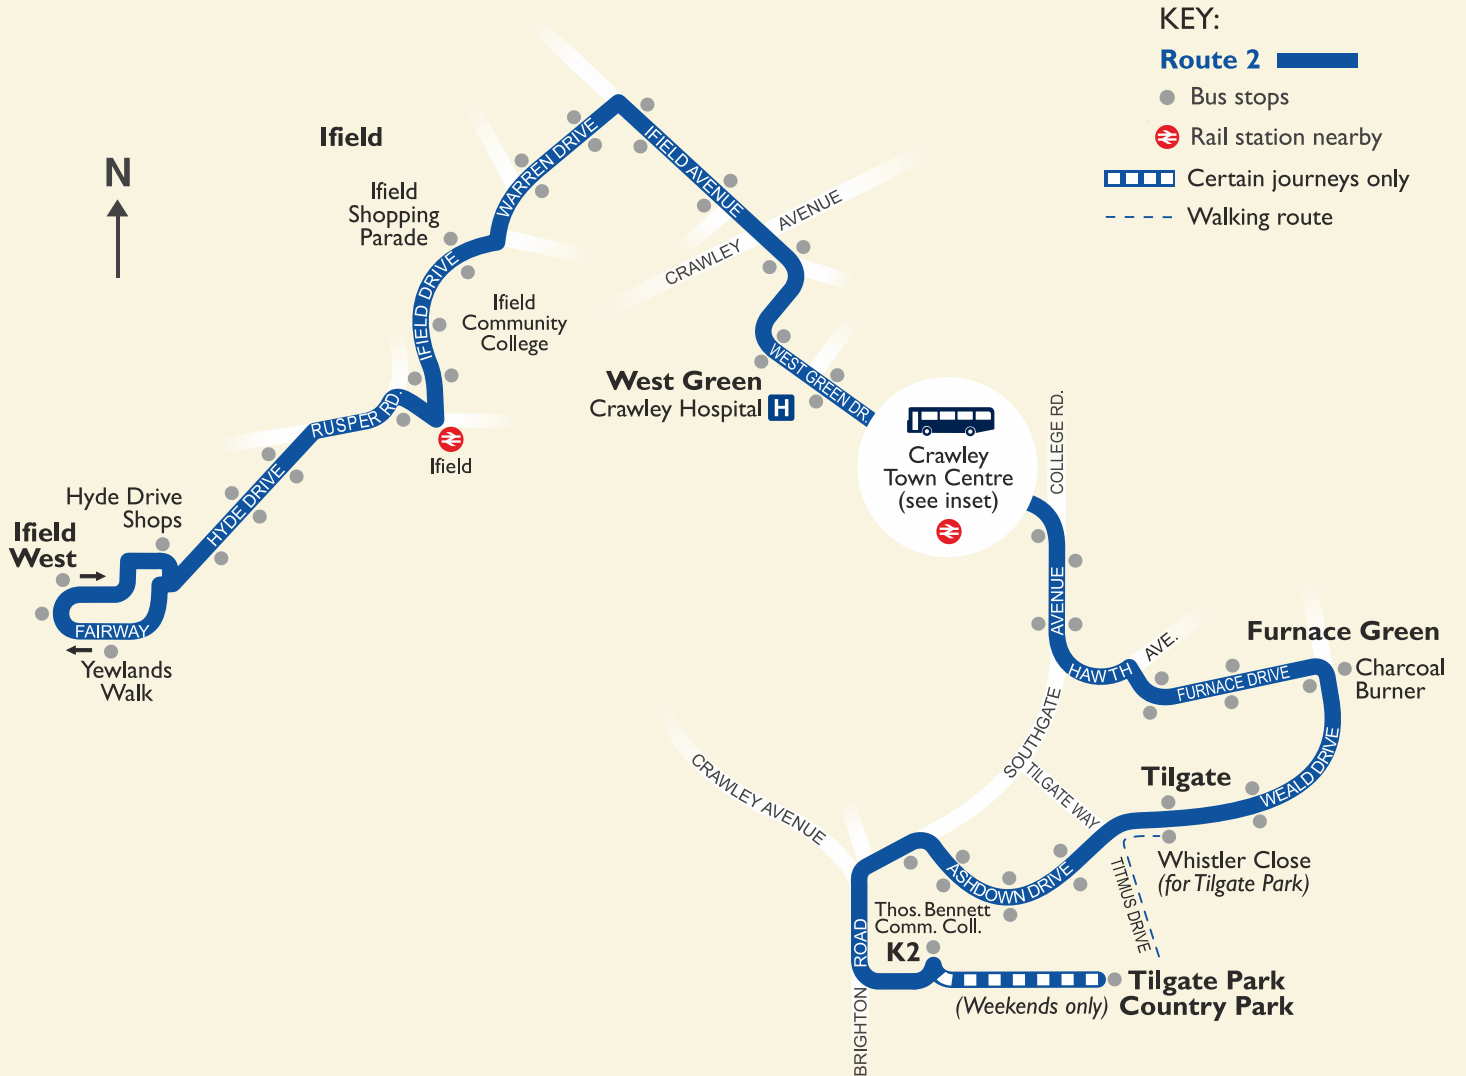 KEY:
Route 2
Bus stops
Rail station nearby
Certain journeys only
Walking route
N
Ifield
Ifield
Shopping
Parade
WARREN DRIVE
IFIELD AVENUE
CRAWLEY
AVENUE
IFIELD DRIVE
Ifield
Community
College
West Green
Crawley Hospital
H
WEST GREEN DR.
RUSPER RD.
Ifield
HYDE DRIVE
Hyde Drive
Shops
Ifield
West
FAIRWAY
Yewlands
Walk
Crawley
Town Centre
(see inset)
COLLEGE RD.
AVENUE
HAWTH
AVE.
FURNACE DRIVE
Furnace Green
Charcoal
Burner
SOUTHGATE
TILGATE WAY
WEALD DRIVE
Tilgate
Whistler Close
(for Tilgate Park)
TITMUS DRIVE
CRAWLEY AVENUE
ASHDOWN DRIVE
Thos. Bennett
Comm. Coll.
K2
ROAD
BRIGHTON
(Weekends only)
Tilgate Park
Country Park